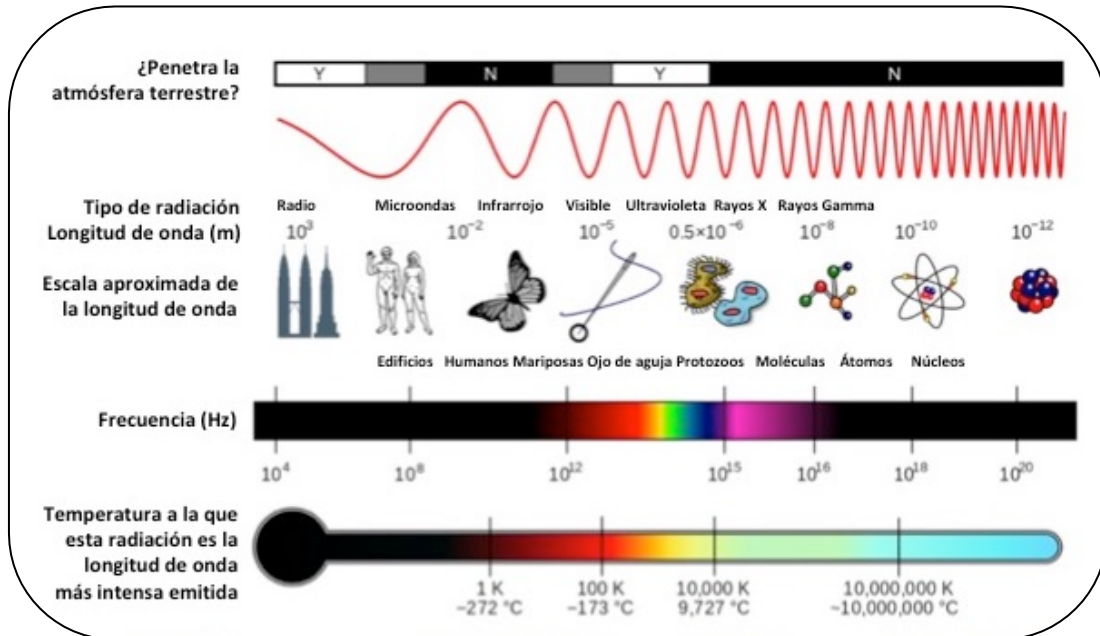 ¿Penetra la
atmósfera terrestre?
Y N Y N
Tipo de radiación
Radio Microondas Infrarrojo Visible Ultravioleta Rayos X Rayos Gamma
Longitud de onda (m)
10³ 10⁻² 10⁻⁵ 0.5×10⁻⁶ 10⁻⁸ 10⁻¹⁰ 10⁻¹²
Escala aproximada de
la longitud de onda
Edificios Humanos Mariposas Ojo de aguja Protozoos Moléculas Átomos Núcleos
Frecuencia (Hz)
10⁴ 10⁸ 10¹² 10¹⁵ 10¹⁶ 10¹⁸ 10²⁰
Temperatura a la que
esta radiación es la
longitud de onda
más intensa emitida
1 K 100 K 10,000 K 10,000,000 K
−272 °C −173 °C 9,727 °C ~10,000,000 °C